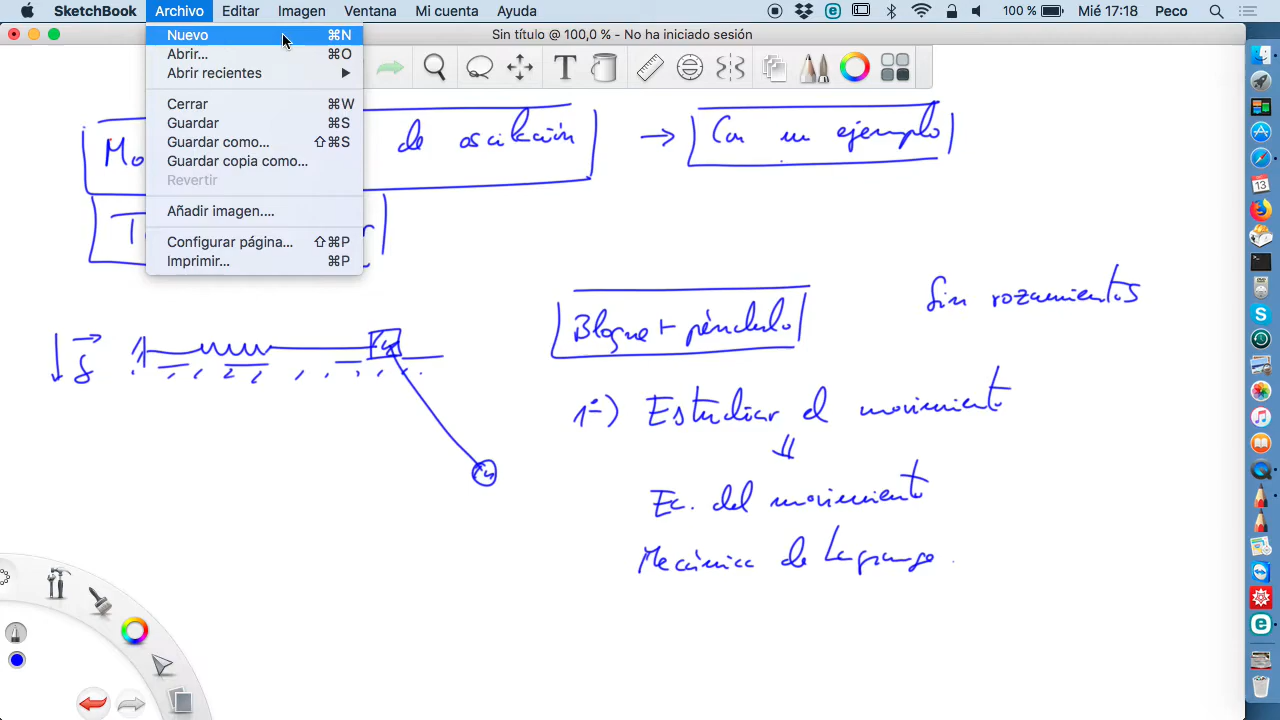 SketchBook Archivo Editar Imagen Ventana Mi cuenta Ayuda 100 % Mié 17:18 Peco
Sin título @ 100,0 % - No ha iniciado sesión
Nuevo ⌘N
Abrir... ⌘O
Abrir recientes
Cerrar ⌘W
Guardar ⌘S
Guardar como... ⇧⌘S
Guardar copia como...
Revertir
Añadir imagen....
Configurar página... ⇧⌘P
Imprimir... ⌘P
Mo de oscilación → Con un ejemplo
T r
Sin rozamientos
Bloque + péndulo
g
1º) Estudiar el movimiento
⇓
Ec. del movimiento
Mecánica de Lagrange.